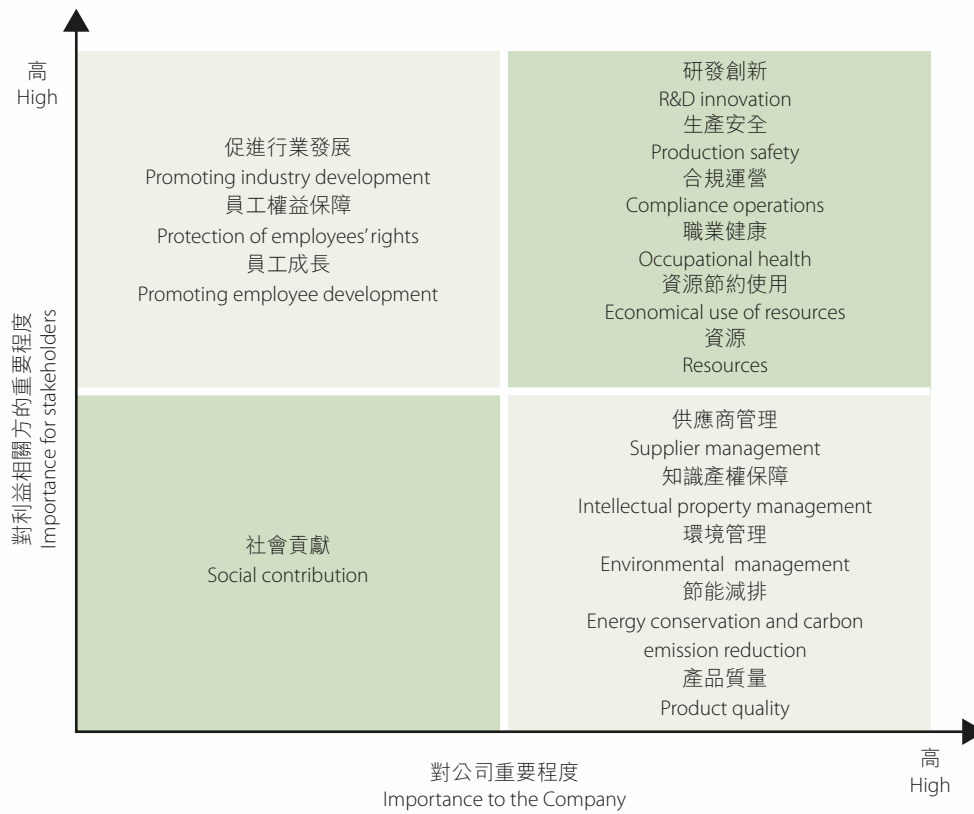 高
High
對利益相關方的重要程度
Importance for stakeholders
促進行業發展
Promoting industry development
員工權益保障
Protection of employees' rights
員工成長
Promoting employee development
研發創新
R&D innovation
生產安全
Production safety
合規運營
Compliance operations
職業健康
Occupational health
資源節約使用
Economical use of resources
資源
Resources
社會貢獻
Social contribution
供應商管理
Supplier management
知識產權保障
Intellectual property management
環境管理
Environmental management
節能減排
Energy conservation and carbon
emission reduction
產品質量
Product quality
對公司重要程度
Importance to the Company
高
High